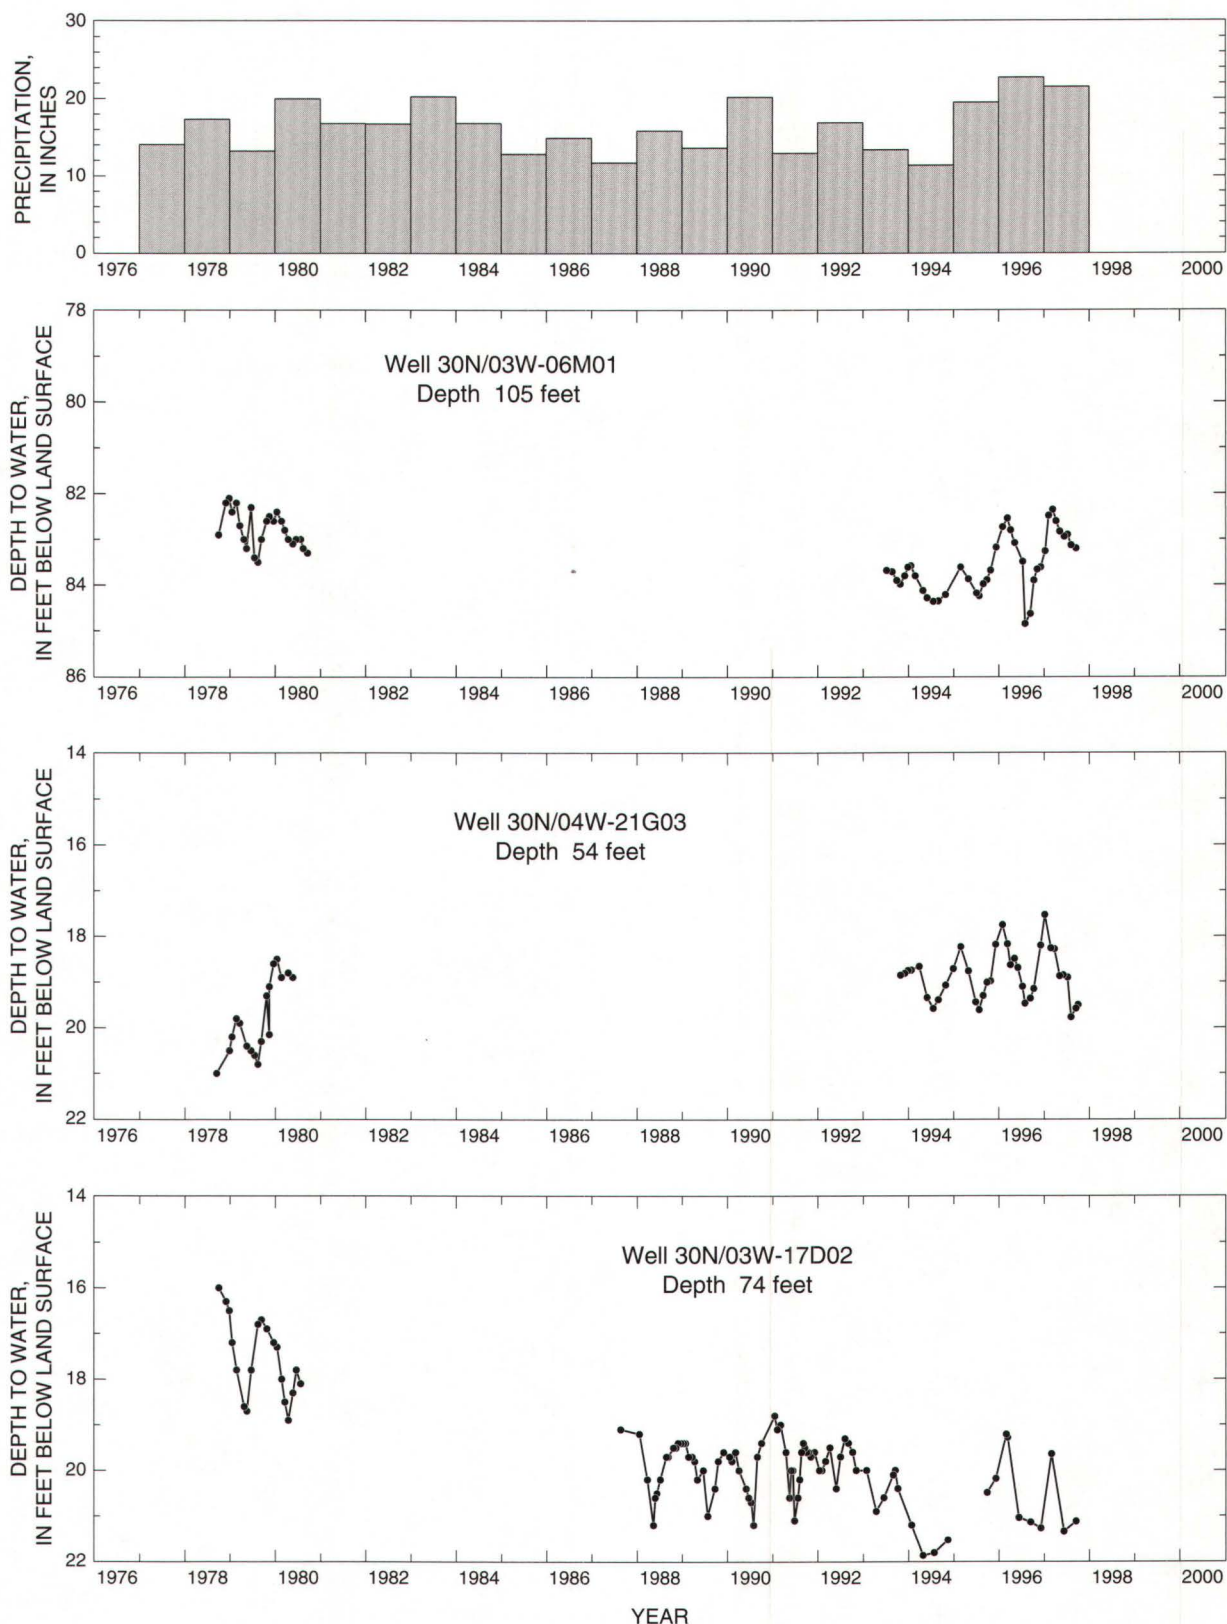 PRECIPITATION,
IN INCHES
30
20
10
0
1976 1978 1980 1982 1984 1986 1988 1990 1992 1994 1996 1998 2000
DEPTH TO WATER,
IN FEET BELOW LAND SURFACE
78
80
82
84
86
Well 30N/03W-06M01
Depth 105 feet
1976 1978 1980 1982 1984 1986 1988 1990 1992 1994 1996 1998 2000
DEPTH TO WATER,
IN FEET BELOW LAND SURFACE
14
16
18
20
22
Well 30N/04W-21G03
Depth 54 feet
1976 1978 1980 1982 1984 1986 1988 1990 1992 1994 1996 1998 2000
DEPTH TO WATER,
IN FEET BELOW LAND SURFACE
14
16
18
20
22
Well 30N/03W-17D02
Depth 74 feet
1976 1978 1980 1982 1984 1986 1988 1990 1992 1994 1996 1998 2000
YEAR